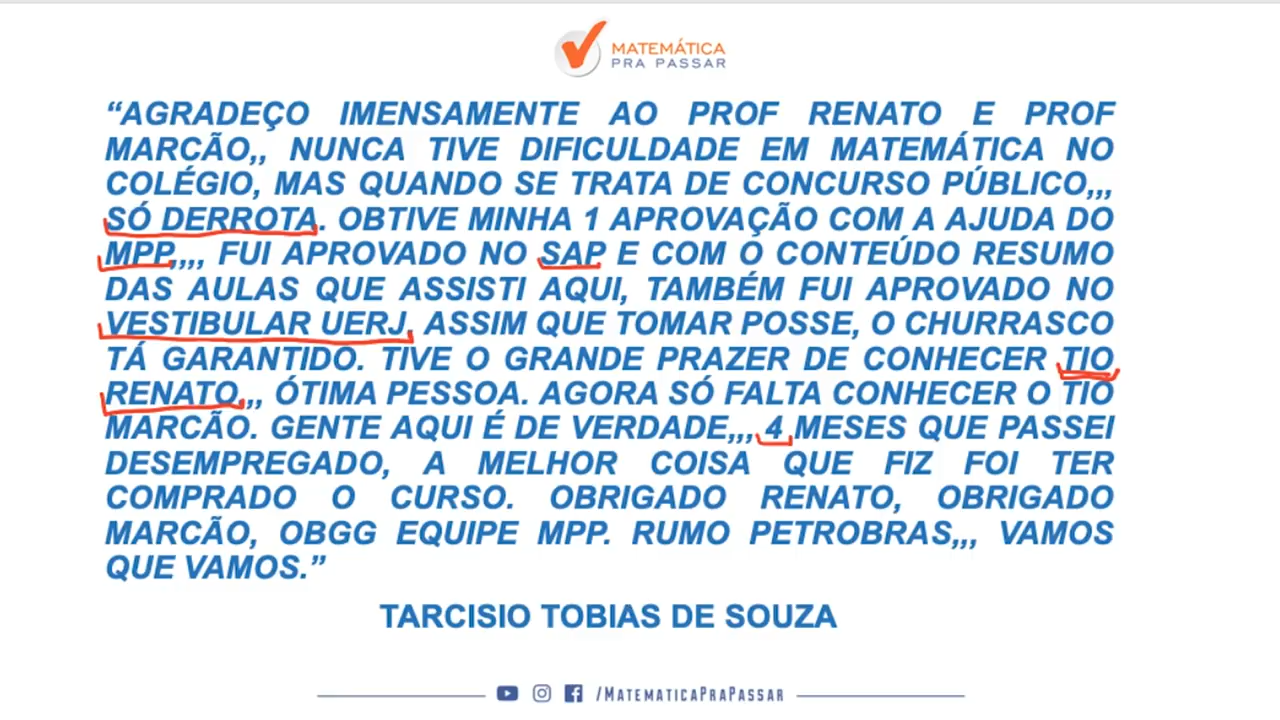 MATEMÁTICA
PRA PASSAR
“AGRADEÇO IMENSAMENTE AO PROF RENATO E PROF
MARCÃO,, NUNCA TIVE DIFICULDADE EM MATEMÁTICA NO
COLÉGIO, MAS QUANDO SE TRATA DE CONCURSO PÚBLICO,,,
SÓ DERROTA. OBTIVE MINHA 1 APROVAÇÃO COM A AJUDA DO
MPP,,,, FUI APROVADO NO SAP E COM O CONTEÚDO RESUMO
DAS AULAS QUE ASSISTI AQUI, TAMBÉM FUI APROVADO NO
VESTIBULAR UERJ, ASSIM QUE TOMAR POSSE, O CHURRASCO
TÁ GARANTIDO. TIVE O GRANDE PRAZER DE CONHECER TIO
RENATO,,, ÓTIMA PESSOA. AGORA SÓ FALTA CONHECER O TIO
MARCÃO. GENTE AQUI É DE VERDADE,,, 4 MESES QUE PASSEI
DESEMPREGADO, A MELHOR COISA QUE FIZ FOI TER
COMPRADO O CURSO. OBRIGADO RENATO, OBRIGADO
MARCÃO, OBGG EQUIPE MPP. RUMO PETROBRAS,,, VAMOS
QUE VAMOS.”
TARCISIO TOBIAS DE SOUZA
/MATEMATICAPRAPASSAR